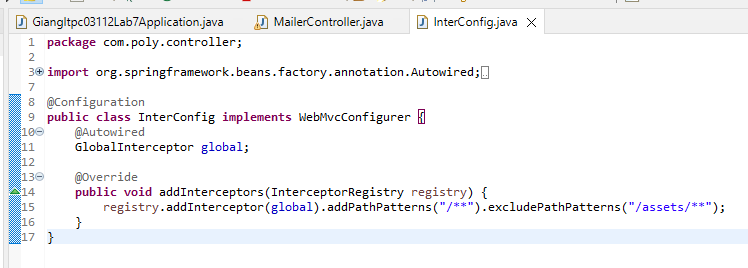 Giangltpc03112Lab7Application.java MailerController.java InterConfig.java
1 package com.poly.controller;
2
3 import org.springframework.beans.factory.annotation.Autowired;
7
8 @Configuration
9 public class InterConfig implements WebMvcConfigurer {
10 @Autowired
11 GlobalInterceptor global;
12
13 @Override
14 public void addInterceptors(InterceptorRegistry registry) {
15 registry.addInterceptor(global).addPathPatterns("/**").excludePathPatterns("/assets/**");
16 }
17 }